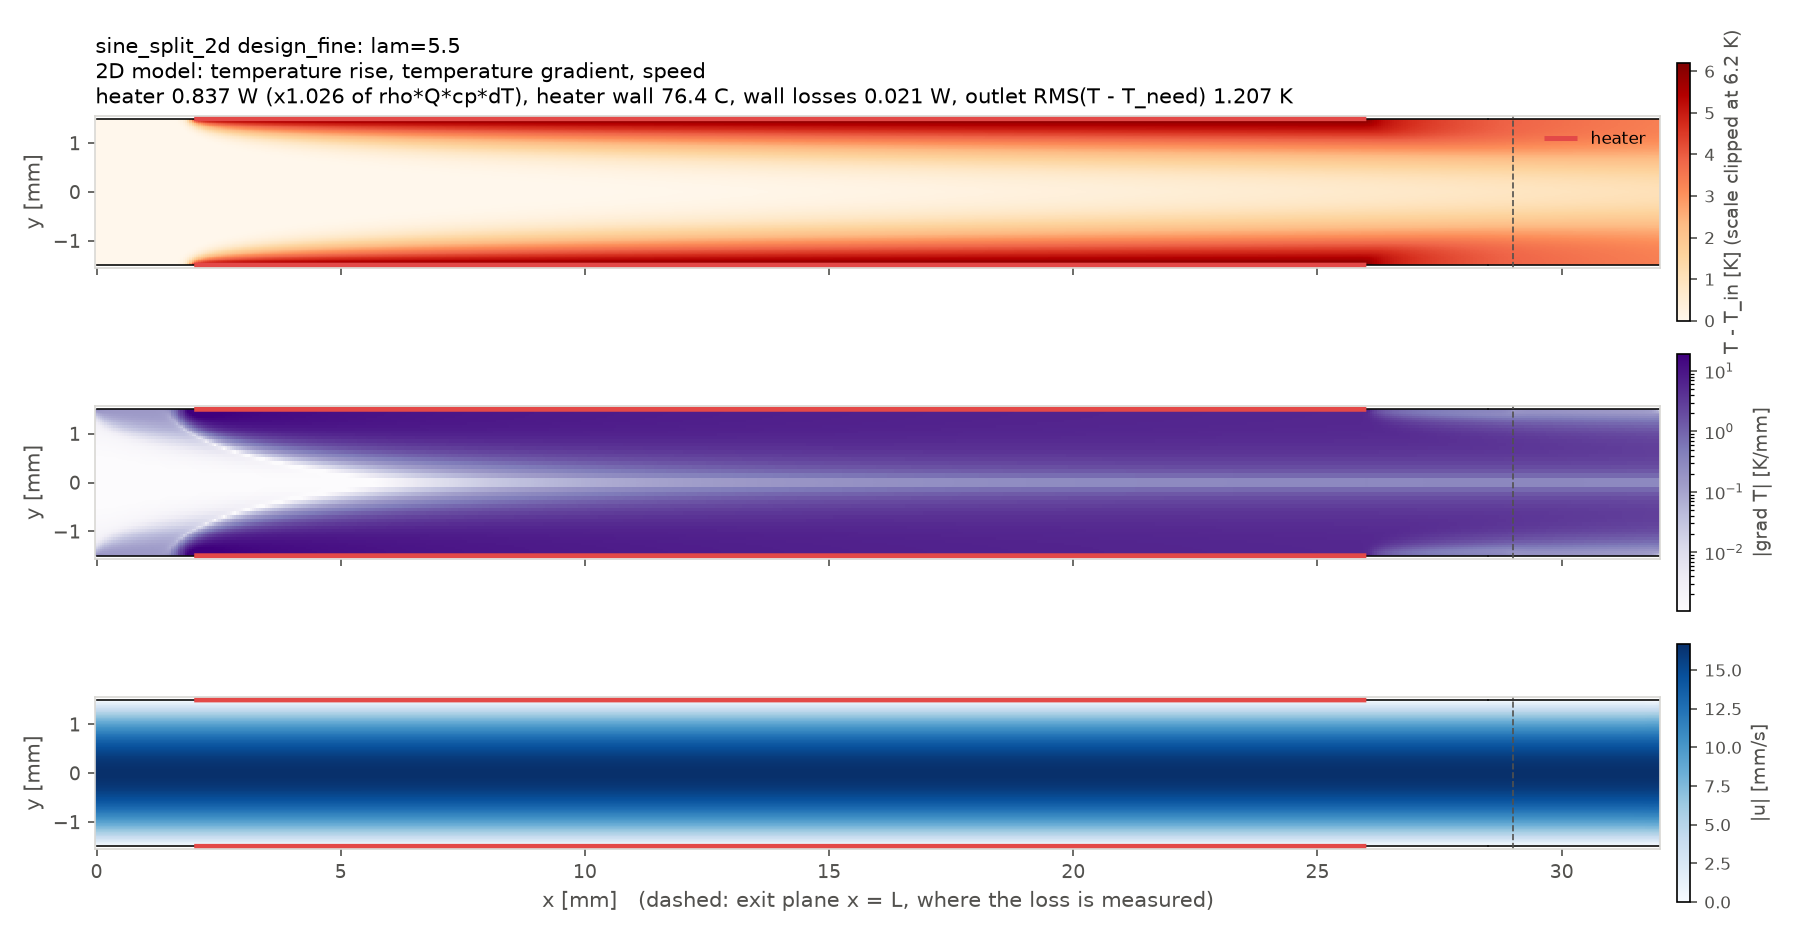 sine_split_2d design_fine: lam=5.5
2D model: temperature rise, temperature gradient, speed
heater 0.837 W (x1.026 of rho*Q*cp*dT), heater wall 76.4 C, wall losses 0.021 W, outlet RMS(T - T_need) 1.207 K
y [mm]
1
0
−1
heater
6
5
4
3
2
1
0
T - T_in [K] (scale clipped at 6.2 K)
y [mm]
1
0
−1
10^1
10^0
10^−1
10^−2
|grad T| [K/mm]
y [mm]
1
0
−1
15.0
12.5
10.0
7.5
5.0
2.5
0.0
|u| [mm/s]
0 5 10 15 20 25 30
x [mm] (dashed: exit plane x = L, where the loss is measured)